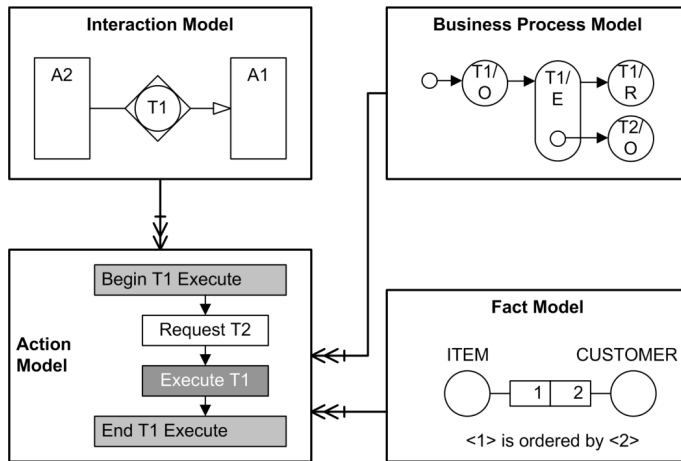 Interaction Model
A2
T1
A1
Business Process Model
T1/
O
T1/
E
T1/
R
T2/
O
Action
Model
Begin T1 Execute
Request T2
Execute T1
End T1 Execute
Fact Model
ITEM
CUSTOMER
1
2
<1> is ordered by <2>